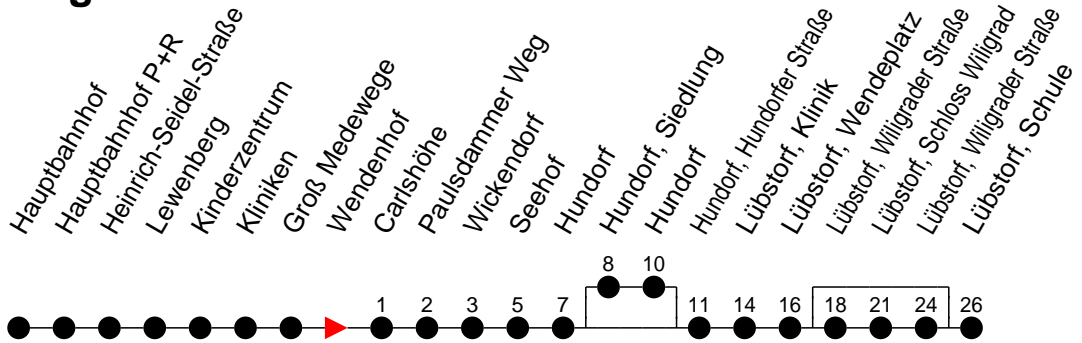 Hauptbahnhof
Hauptbahnhof P+R
Heinrich-Seidel-Straße
Lewenberg
Kinderzentrum
Kliniken
Groß Medewege
Wendenhof
Carlshöhe
Paulsdammer Weg
Wickendorf
Seehof
Hundorf
Hundorf, Siedlung
Hundorf
Hundorf, Hundorfer Straße
Lübstorf, Klinik
Lübstorf, Wendeplatz
Lübstorf, Wiligrader Straße
Lübstorf, Schloss Wiligrad
Lübstorf, Wiligrader Straße
Lübstorf, Schule
8 10
1 2 3 5 7 11 14 16 18 21 24 26